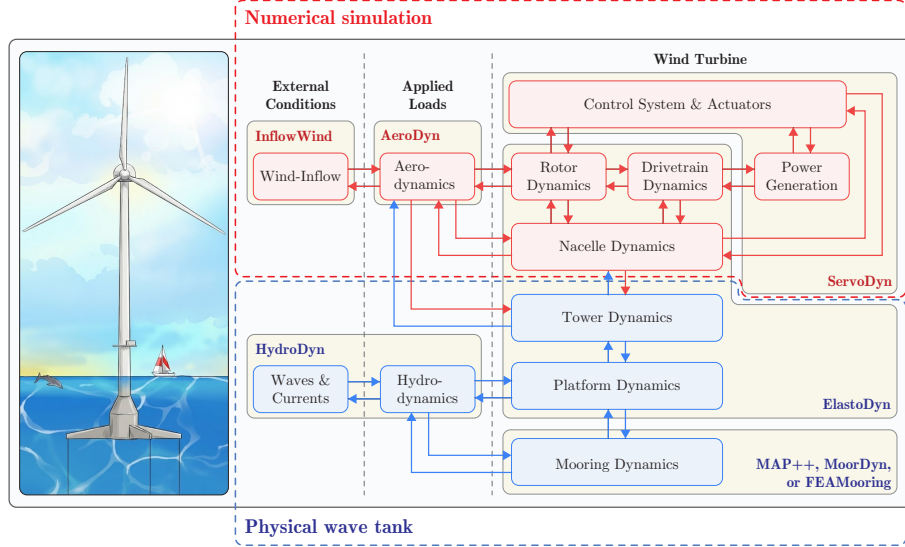 Numerical simulation
Wind Turbine
External
Conditions
Applied
Loads
Control System & Actuators
InflowWind
AeroDyn
Wind-Inflow
Aero-
dynamics
Rotor
Dynamics
Drivetrain
Dynamics
Power
Generation
Nacelle Dynamics
ServoDyn
Tower Dynamics
HydroDyn
Waves &
Currents
Hydro-
dynamics
Platform Dynamics
ElastoDyn
Mooring Dynamics
MAP++, MoorDyn,
or FEAMooring
Physical wave tank